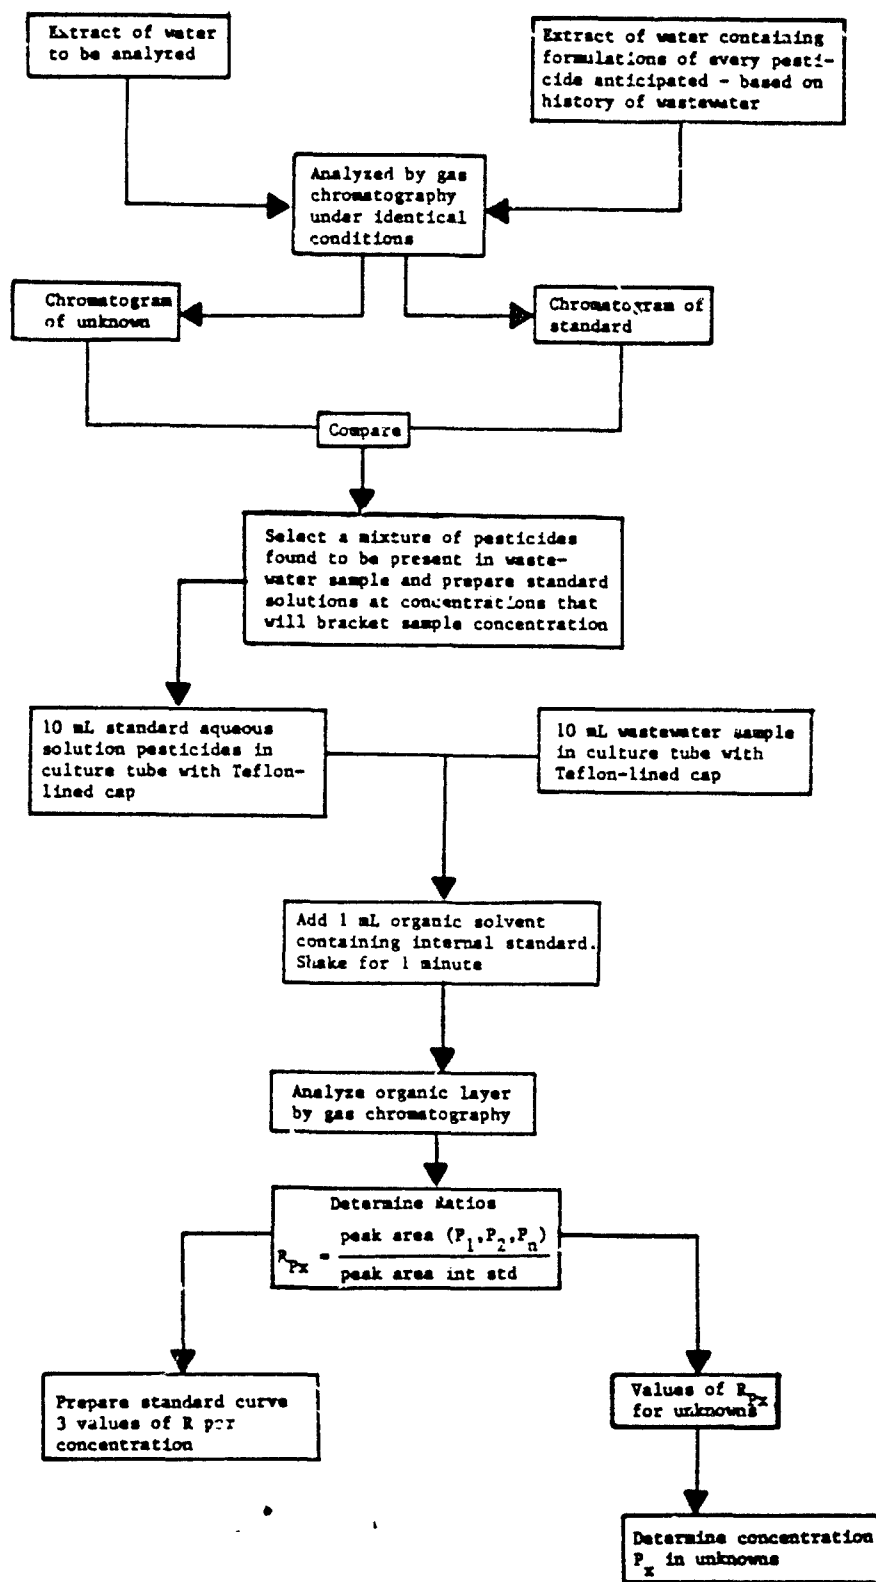 Extract of water
to be analyzed
Extract of water containing
formulations of every pesti-
cide anticipated - based on
history of wastewater
Analyzed by gas
chromatography
under identical
conditions
Chromatogram
of unknown
Chromatogram of
standard
Compare
Select a mixture of pesticides
found to be present in waste-
water sample and prepare standard
solutions at concentrations that
will bracket sample concentration
10 mL standard aqueous
solution pesticides in
culture tube with Teflon-
lined cap
10 mL wastewater sample
in culture tube with
Teflon-lined cap
Add 1 mL organic solvent
containing internal standard.
Shake for 1 minute
Analyze organic layer
by gas chromatography
Determine Ratios
peak area (P1,P2,Pn)
RPx =
peak area int std
Prepare standard curve
3 values of R per
concentration
Values of RPx
for unknowns
Determine concentration
Px in unknowns